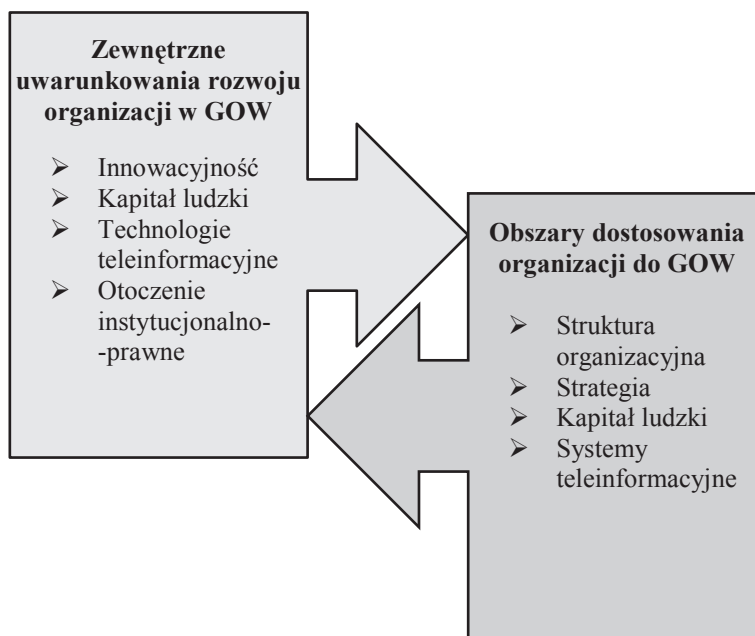 Zewnętrzne
uwarunkowania rozwoju
organizacji w GOW
➢ Innowacyjność
➢ Kapitał ludzki
➢ Technologie
teleinformacyjne
➢ Otoczenie
instytucjonalno-
-prawne
Obszary dostosowania
organizacji do GOW
➢ Struktura
organizacyjna
➢ Strategia
➢ Kapitał ludzki
➢ Systemy
teleinformacyjne